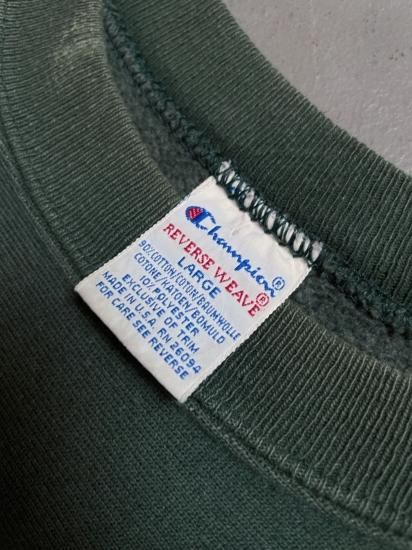 Champion®
REVERSE WEAVE®
LARGE
90% COTTON/COTON/BAUMWOLLE
COTONE/KATOEN/BOMULD
10% POLYESTER
EXCLUSIVE OF TRIM
MADE IN U.S.A. RN 26094
FOR CARE SEE REVERSE